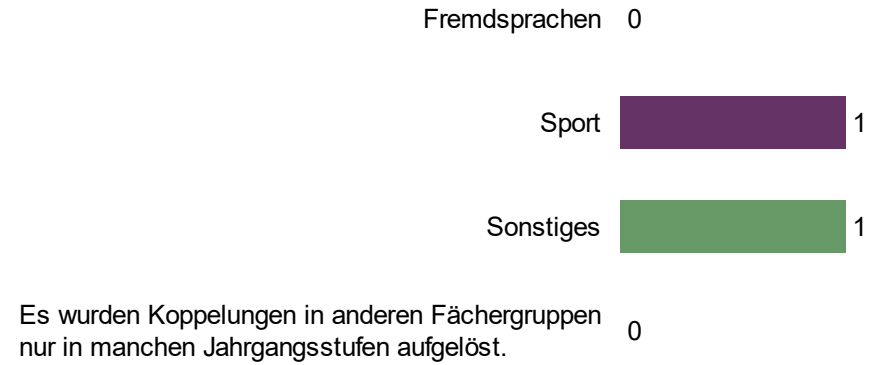 Fremdsprachen 0
Sport 1
Sonstiges 1
Es wurden Koppelungen in anderen Fächergruppen
nur in manchen Jahrgangsstufen aufgelöst. 0